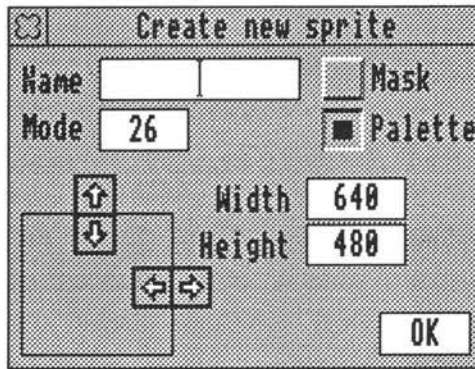 Create new sprite
Name
Mask
Mode 26
Palette
Width 640
Height 480
OK